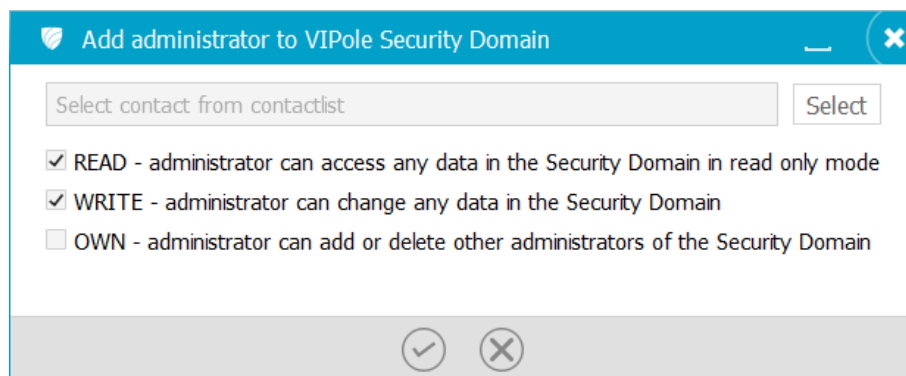 Add administrator to VIPole Security Domain
Select contact from contactlist
Select
READ - administrator can access any data in the Security Domain in read only mode
WRITE - administrator can change any data in the Security Domain
OWN - administrator can add or delete other administrators of the Security Domain